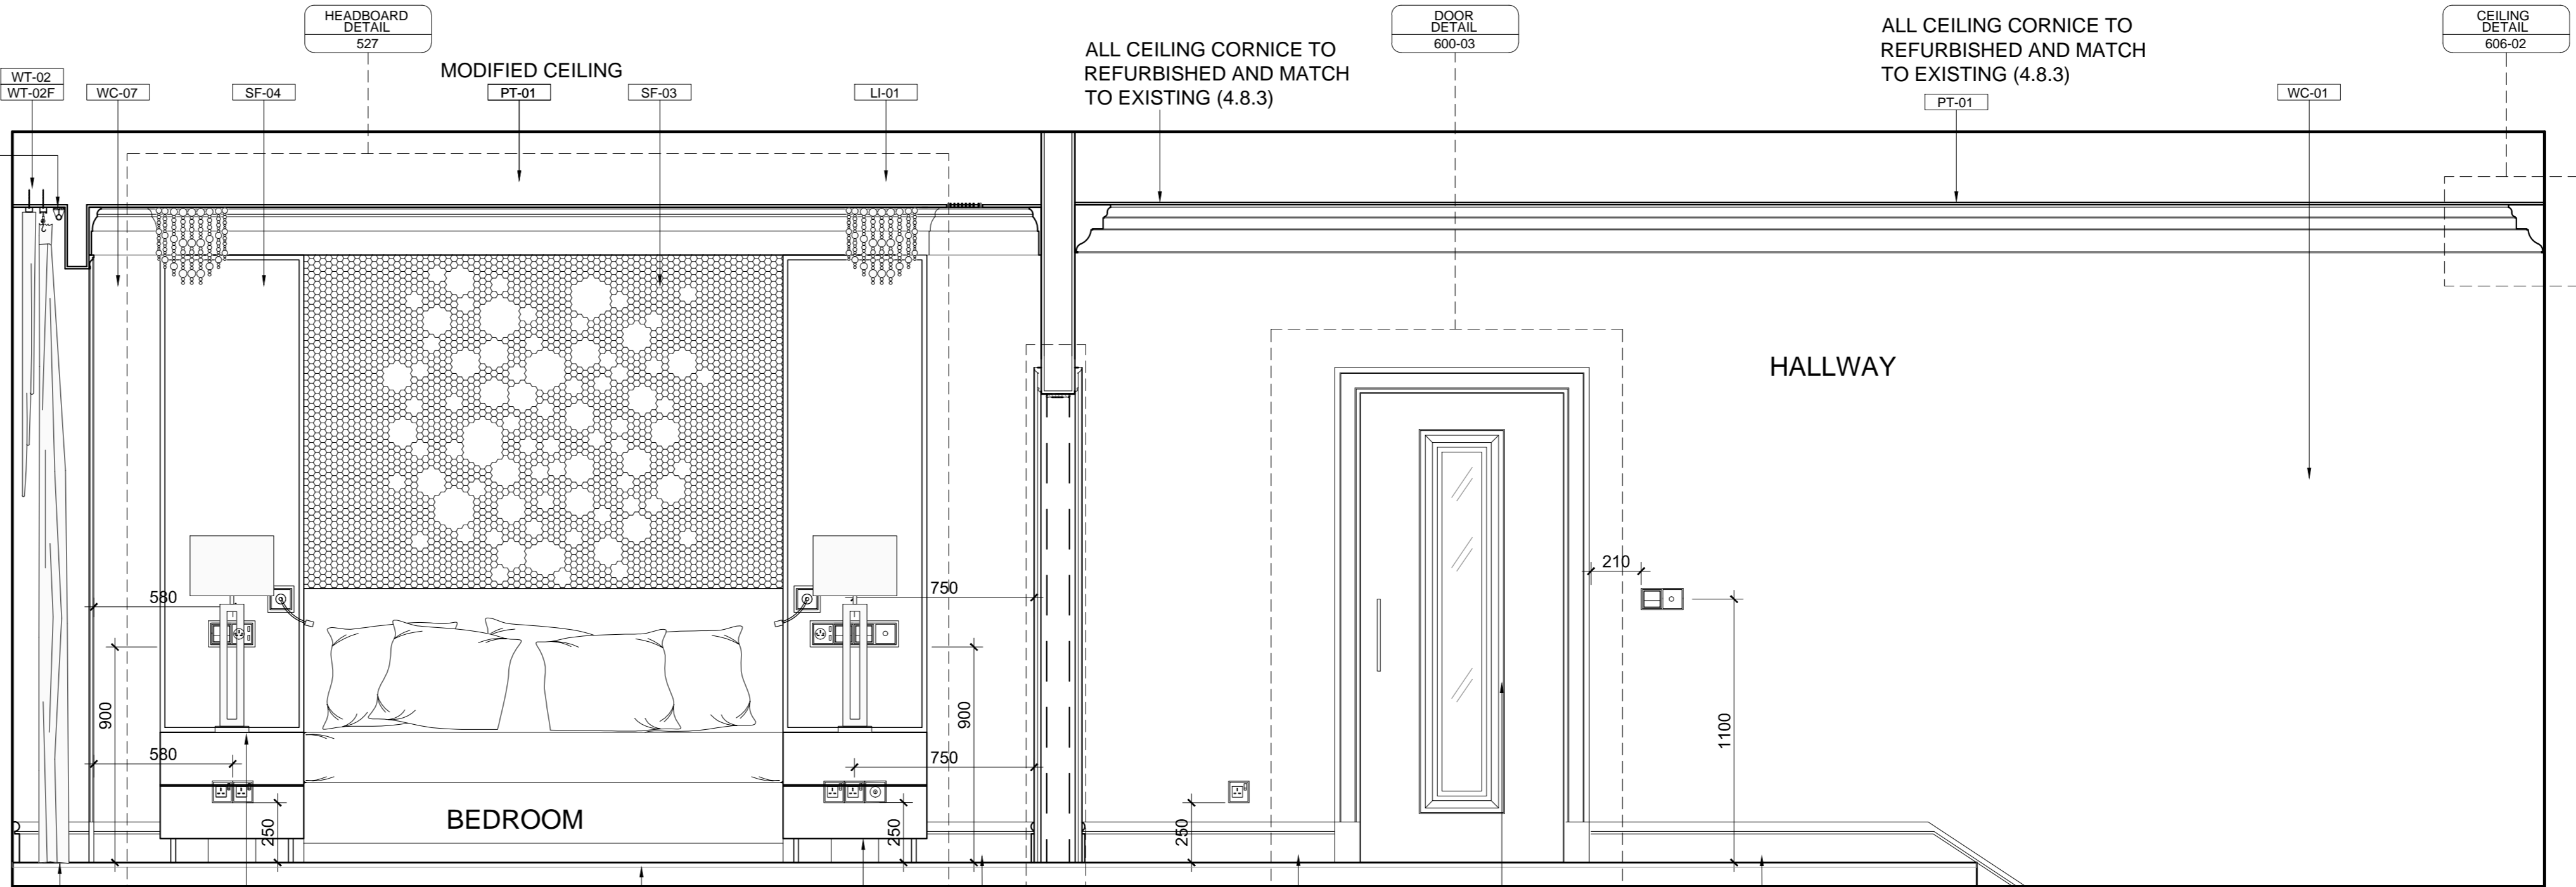 HEADBOARD
DETAIL
527
DOOR
DETAIL
600-03
CEILING
DETAIL
606-02
ALL CEILING CORNICE TO
REFURBISHED AND MATCH
TO EXISTING (4.8.3)
ALL CEILING CORNICE TO
REFURBISHED AND MATCH
TO EXISTING (4.8.3)
MODIFIED CEILING
WT-02
WT-02F
WC-07
SF-04
PT-01
SF-03
LI-01
PT-01
WC-01
HALLWAY
210
580
750
900
900
1100
580
750
250
250
250
BEDROOM